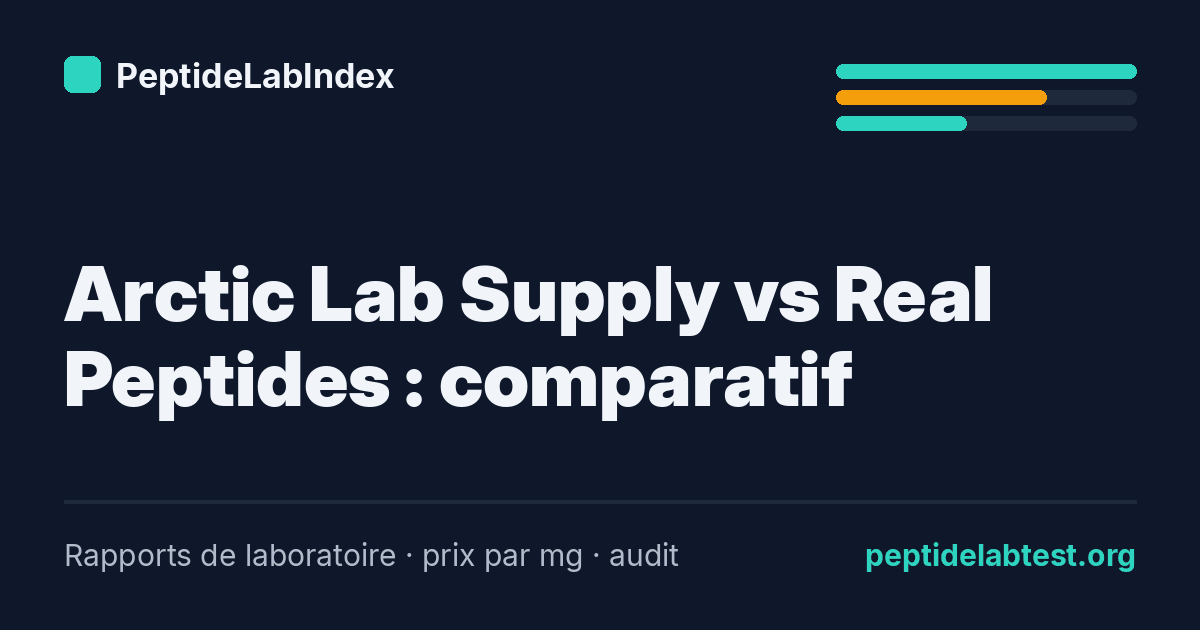 PeptideLabIndex
Arctic Lab Supply vs Real
Peptides : comparatif
Rapports de laboratoire · prix par mg · audit
peptidelabtest.org